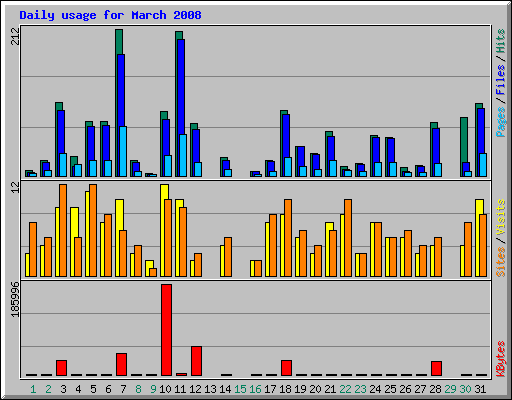 Daily usage for March 2008
212
Pages / Files / Hits
12
Sites / Visits
185996
KBytes
1 2 3 4 5 6 7 8 9 10 11 12 13 14 15 16 17 18 19 20 21 22 23 24 25 26 27 28 29 30 31